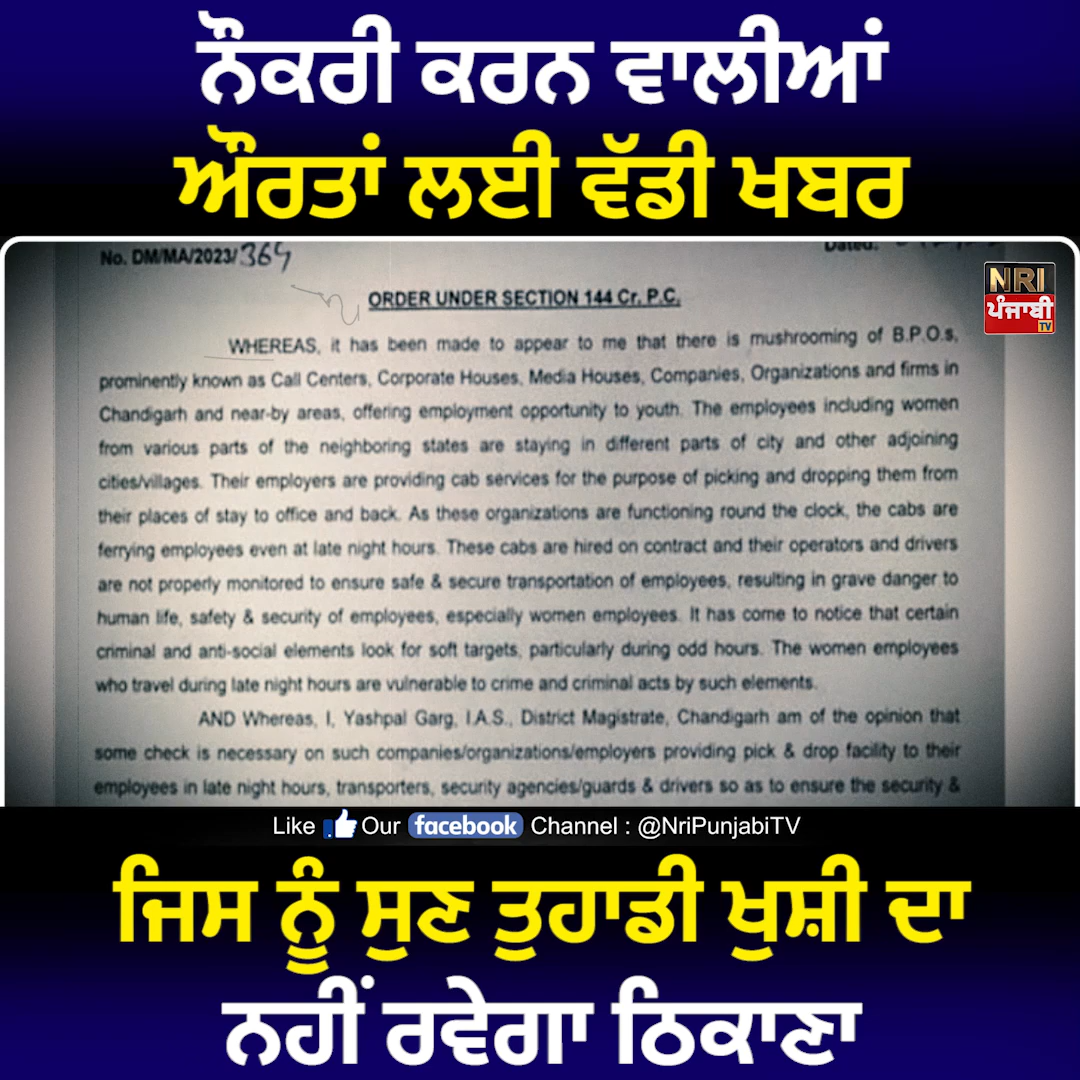 ਨੌਕਰੀ ਕਰਨ ਵਾਲੀਆਂ
ਔਰਤਾਂ ਲਈ ਵੱਡੀ ਖਬਰ
No. DM/MA/2023/364
Dated:
ORDER UNDER SECTION 144 Cr. P.C.
NRI
ਪੰਜਾਬੀ
TV
WHEREAS, it has been made to appear to me that there is mushrooming of B.P.O.s,
prominently known as Call Centers, Corporate Houses, Media Houses, Companies, Organizations and firms in
Chandigarh and near-by areas, offering employment opportunity to youth. The employees including women
from various parts of the neighboring states are staying in different parts of city and other adjoining
cities/villages. Their employers are providing cab services for the purpose of picking and dropping them from
their places of stay to office and back. As these organizations are functioning round the clock, the cabs are
ferrying employees even at late night hours. These cabs are hired on contract and their operators and drivers
are not properly monitored to ensure safe & secure transportation of employees, resulting in grave danger to
human life, safety & security of employees, especially women employees. It has come to notice that certain
criminal and anti-social elements look for soft targets, particularly during odd hours. The women employees
who travel during late night hours are vulnerable to crime and criminal acts by such elements.
AND Whereas, I, Yashpal Garg, I.A.S., District Magistrate, Chandigarh am of the opinion that
some check is necessary on such companies/organizations/employers providing pick & drop facility to their
employees in late night hours, transporters, security agencies/guards & drivers so as to ensure the security &
Like Our facebook Channel : @NriPunjabiTV
ਜਿਸ ਨੂੰ ਸੁਣ ਤੁਹਾਡੀ ਖੁਸ਼ੀ ਦਾ
ਨਹੀਂ ਰਵੇਗਾ ਠਿਕਾਣਾ